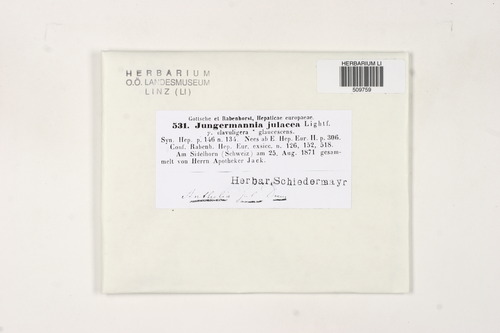 HERBARIUM
O.Ö. LANDESMUSEUM
LINZ (LI)
HERBARIUM LI
509759
Gottsche et Rabenhorst, Hepaticae europaeae.
531. Jungermannia julacea Lightf.
γ. clavuligera * glaucescens.
Syn. Hep. p. 146 n. 135. Nees ab E. Hep. Eur. II. p. 306.
Conf. Rabenh. Hep. Eur. exsicc. n. 126, 152, 518.
Am Sidelhorn (Schweiz) am 25. Aug. 1871 gesam-
melt von Herrn Apotheker Jack.
Herbar, Schiedermayr